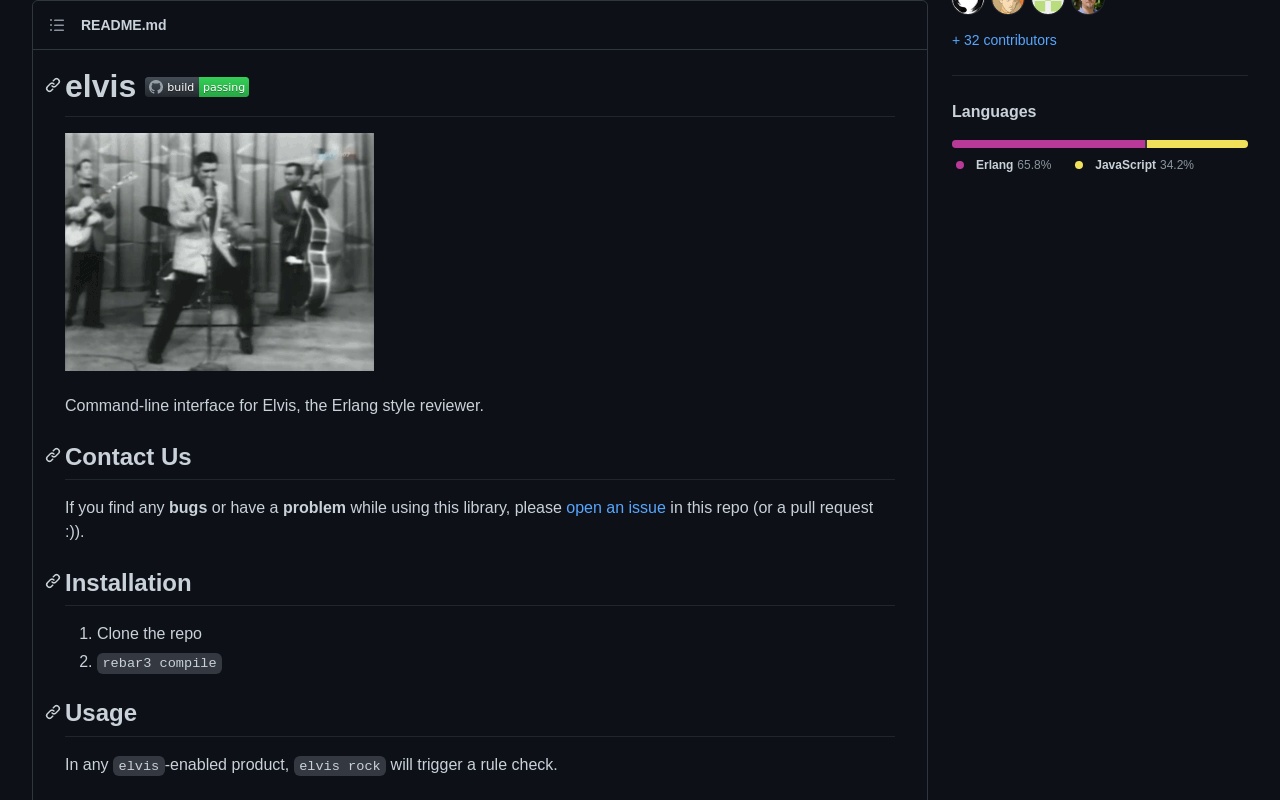 README.md
+ 32 contributors
elvis build passing
Languages
Erlang 65.8% JavaScript 34.2%
Command-line interface for Elvis, the Erlang style reviewer.
Contact Us
If you find any bugs or have a problem while using this library, please open an issue in this repo (or a pull request
:)).
Installation
1. Clone the repo
2. rebar3 compile
Usage
In any elvis-enabled product, elvis rock will trigger a rule check.